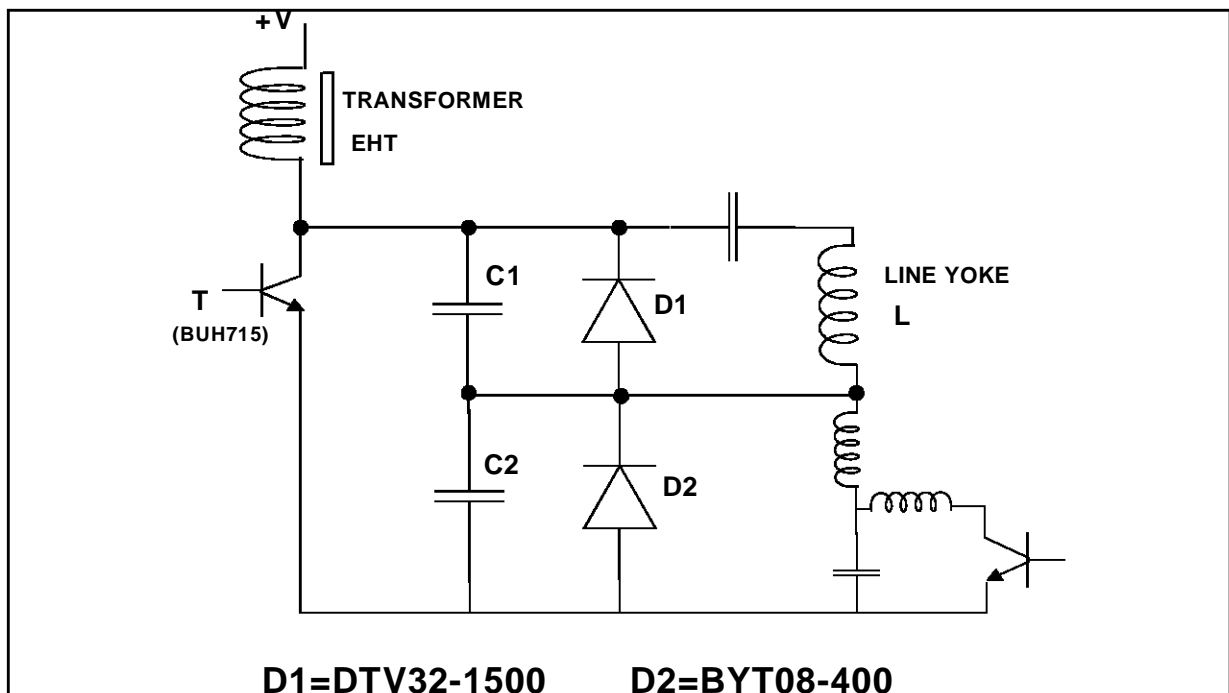 +V
TRANSFORMER
EHT
T
(BUH715)
C1
D1
LINE YOKE
L
C2
D2
D1=DTV32-1500 D2=BYT08-400